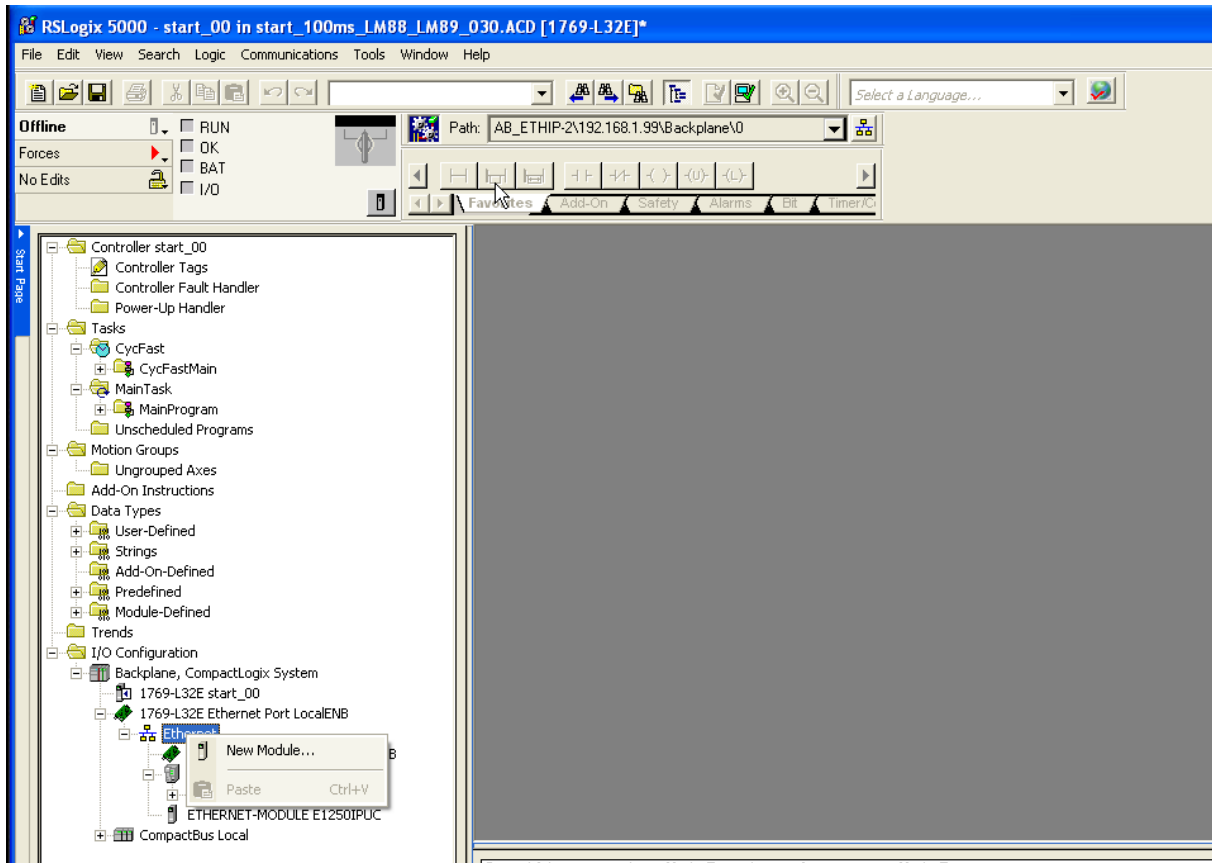 RSLogix 5000 - start_00 in start_100ms_LM88_LM89_030.ACD [1769-L32E]*
File Edit View Search Logic Communications Tools Window Help
Select a Language...
Offline
RUN
Path: AB_ETHIP-2\192.168.1.99\Backplane\0
Forces
OK
No Edits
BAT
I/O
Favorites Add-On Safety Alarms Bit Timer/C
Start Page
Controller start_00
Controller Tags
Controller Fault Handler
Power-Up Handler
Tasks
CycFast
CycFastMain
MainTask
MainProgram
Unscheduled Programs
Motion Groups
Ungrouped Axes
Add-On Instructions
Data Types
User-Defined
Strings
Add-On-Defined
Predefined
Module-Defined
Trends
I/O Configuration
Backplane, CompactLogix System
1769-L32E start_00
1769-L32E Ethernet Port LocalENB
Ethernet
New Module...
B
Paste Ctrl+V
ETHERNET-MODULE E1250IPUC
CompactBus Local